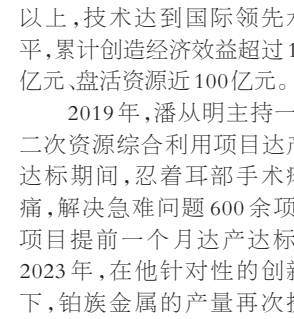 以上,技术达到国际领先水
平,累计创造经济效益超过1
亿元、盘活资源近100亿元。
2019年,潘从明主持一
二次资源综合利用项目达产
达标期间,忍着耳部手术疼
痛,解决急难问题600余项
项目提前一个月达产达标
2023年,在他针对性的创新
下,铂族金属的产量再次